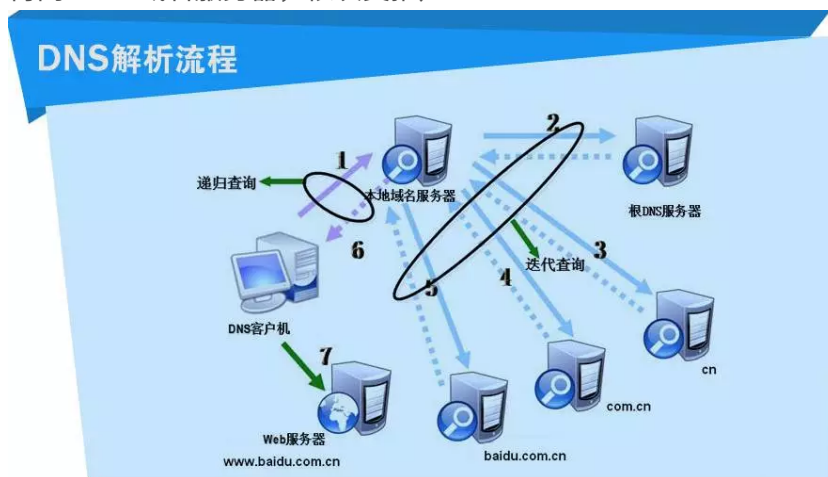 DNS解析流程
1
2
递归查询
本地域名服务器
根DNS服务器
6
迭代查询
3
4
5
DNS客户机
7
cn
com.cn
Web服务器
baidu.com.cn
www.baidu.com.cn